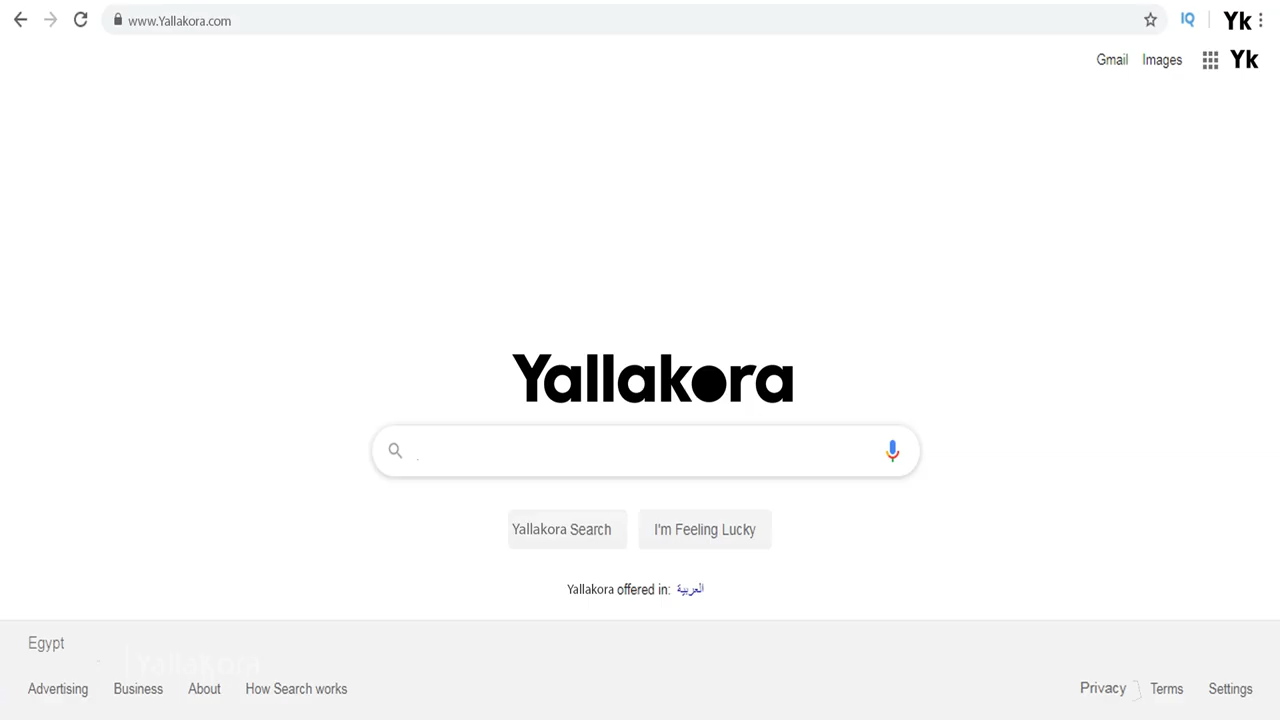 www.Yallakora.com IQ Yk
Gmail Images Yk
Yallakora
Yallakora Search I'm Feeling Lucky
Yallakora offered in: العربية
Egypt
Yallakora
Advertising Business About How Search works Privacy Terms Settings